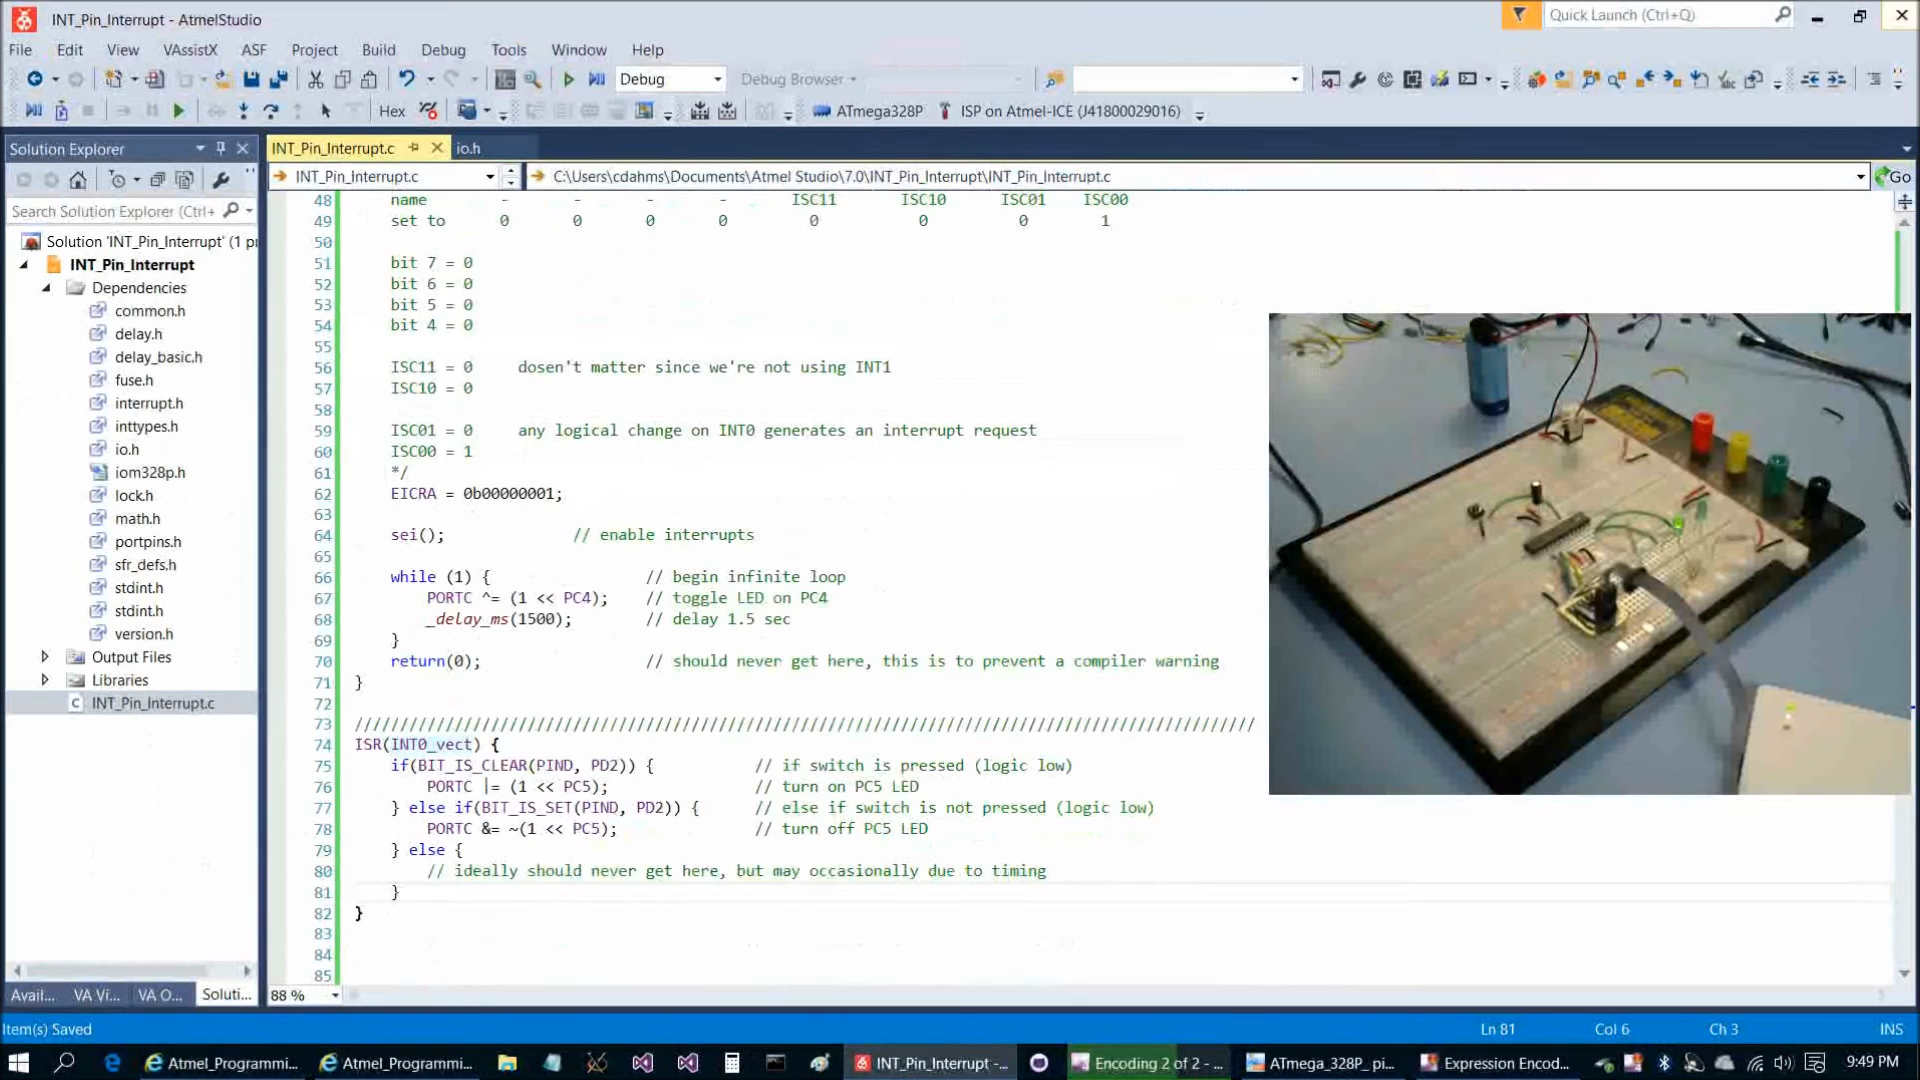 INT_Pin_Interrupt - AtmelStudio
Quick Launch (Ctrl+Q)
File Edit View VAssistX ASF Project Build Debug Tools Window Help
Debug Debug Browser
Hex ATmega328P ISP on Atmel-ICE (J41800029016)
Solution Explorer
INT_Pin_Interrupt.c io.h
INT_Pin_Interrupt.c C:\Users\cdahms\Documents\Atmel Studio\7.0\INT_Pin_Interrupt\INT_Pin_Interrupt.c Go
Search Solution Explorer (Ctrl+
Solution 'INT_Pin_Interrupt' (1 pr
INT_Pin_Interrupt
Dependencies
common.h
delay.h
delay_basic.h
fuse.h
interrupt.h
inttypes.h
io.h
iom328p.h
lock.h
math.h
portpins.h
sfr_defs.h
stdint.h
stdint.h
version.h
Output Files
Libraries
INT_Pin_Interrupt.c
48 name - - - - ISC11 ISC10 ISC01 ISC00
49 set to 0 0 0 0 0 0 0 1
50
51 bit 7 = 0
52 bit 6 = 0
53 bit 5 = 0
54 bit 4 = 0
55
56 ISC11 = 0 dosen't matter since we're not using INT1
57 ISC10 = 0
58
59 ISC01 = 0 any logical change on INT0 generates an interrupt request
60 ISC00 = 1
61 */
62 EICRA = 0b00000001;
63
64 sei(); // enable interrupts
65
66 while (1) { // begin infinite loop
67 PORTC ^= (1 << PC4); // toggle LED on PC4
68 _delay_ms(1500); // delay 1.5 sec
69 }
70 return(0); // should never get here, this is to prevent a compiler warning
71 }
72
73 ///////////////////////////////////////////////////////////////////////////////////////////////////
74 ISR(INT0_vect) {
75 if(BIT_IS_CLEAR(PIND, PD2)) { // if switch is pressed (logic low)
76 PORTC |= (1 << PC5); // turn on PC5 LED
77 } else if(BIT_IS_SET(PIND, PD2)) { // else if switch is not pressed (logic low)
78 PORTC &= ~(1 << PC5); // turn off PC5 LED
79 } else {
80 // ideally should never get here, but may occasionally due to timing
81 }
82 }
83
84
85
Avail... VA Vi... VA O... Soluti... 88 %
Item(s) Saved Ln 81 Col 6 Ch 3 INS
Atmel_Programmi... Atmel_Programmi... INT_Pin_Interrupt -... Encoding 2 of 2 - ... ATmega_328P_ pi... Expression Encod... 9:49 PM